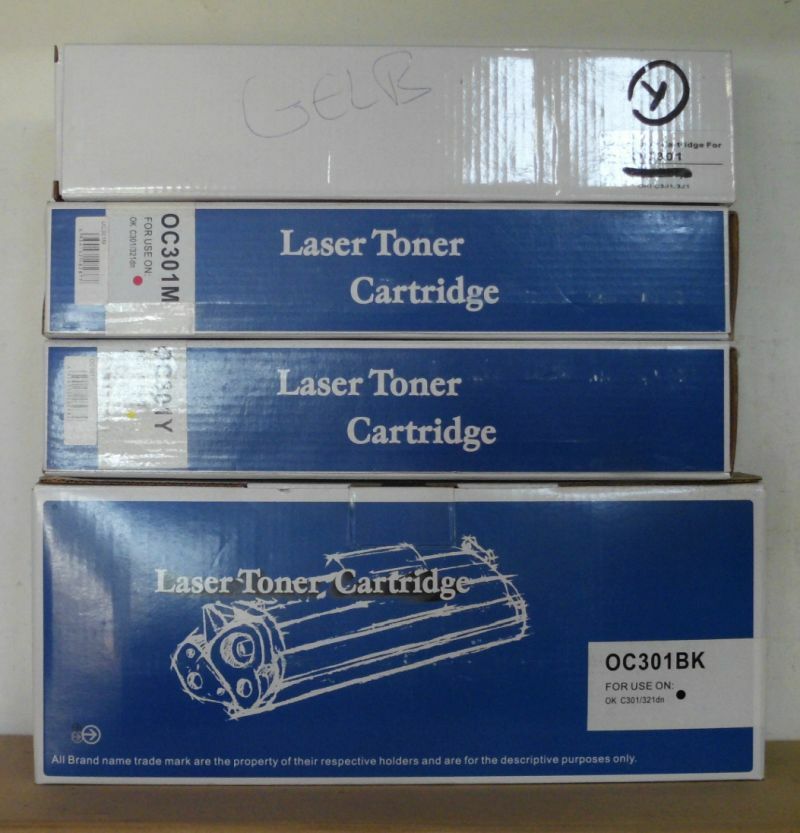 GELB
Y
Cartridge For
301
OC301M
FOR USE ON:
OK C301/321dn
Laser Toner
Cartridge
OC301Y
Laser Toner
Cartridge
Laser Toner Cartridge
OC301BK
FOR USE ON:
OK C301/321dn
All Brand name trade mark are the property of their respective holders and are for the descriptive purposes only.